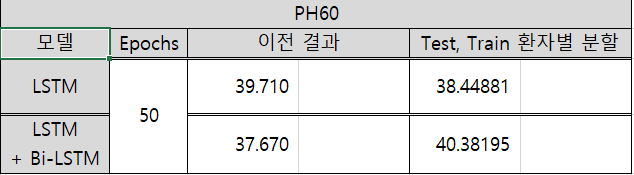 PH60
모델 Epochs 이전 결과 Test, Train 환자별 분할
LSTM 50 39.710 38.44881
LSTM
+ Bi-LSTM 37.670 40.38195